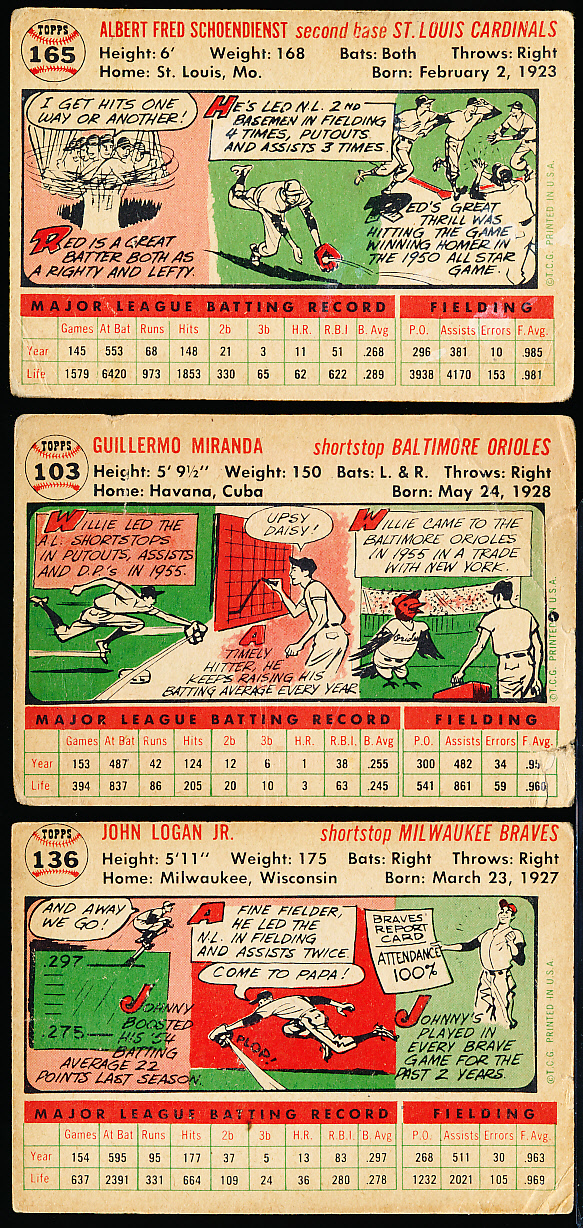 TOPPS
165
ALBERT FRED SCHOENDIENST second base ST. LOUIS CARDINALS
Height: 6' Weight: 168 Bats: Both Throws: Right
Home: St. Louis, Mo. Born: February 2, 1923
I GET HITS ONE
WAY OR ANOTHER!
RED IS A GREAT
BATTER BOTH AS
A RIGHTY AND LEFTY.
HE'S LED N.L. 2ND
BASEMEN IN FIELDING
4 TIMES, PUTOUTS
AND ASSISTS 3 TIMES.
RED'S GREAT
THRILL WAS
HITTING THE GAME
WINNING HOMER IN
THE 1950 ALL STAR
GAME.
©T.C.G. PRINTED IN U.S.A.
MAJOR LEAGUE BATTING RECORD FIELDING
Games At Bat Runs Hits 2b 3b H.R. R.B.I. B. Avg P.O. Assists Errors F. Avg.
Year 145 553 68 148 21 3 11 51 .268 296 381 10 .985
Life 1579 6420 973 1853 330 65 62 622 .289 3938 4170 153 .981
TOPPS
103
GUILLERMO MIRANDA shortstop BALTIMORE ORIOLES
Height: 5' 9½" Weight: 150 Bats: L. & R. Throws: Right
Home: Havana, Cuba Born: May 24, 1928
WILLIE LED THE
A.L. SHORTSTOPS
IN PUTOUTS, ASSISTS
AND D.P.'S IN 1955.
UPSY
DAISY!
A
TIMELY
HITTER, HE
KEEPS RAISING HIS
BATTING AVERAGE EVERY YEAR
WILLIE CAME TO THE
BALTIMORE ORIOLES
IN 1955 IN A TRADE
WITH NEW YORK.
Orioles
©T.C.G. PRINTED IN U.S.A.
MAJOR LEAGUE BATTING RECORD FIELDING
Games At Bat Runs Hits 2b 3b H.R. R.B.I. B. Avg P.O. Assists Errors F. Avg.
Year 153 487 42 124 12 6 1 38 .255 300 482 34 .95
Life 394 837 86 205 20 10 3 63 .245 541 861 59 .960
TOPPS
136
JOHN LOGAN JR. shortstop MILWAUKEE BRAVES
Height: 5'11" Weight: 175 Bats: Right Throws: Right
Home: Milwaukee, Wisconsin Born: March 23, 1927
AND AWAY
WE GO!
.297
.275
JOHNNY
BOOSTED
HIS '54
BATTING
AVERAGE 22
POINTS LAST SEASON.
A FINE FIELDER,
HE LED THE
N.L. IN FIELDING
AND ASSISTS TWICE.
COME TO PAPA!
PLOP!
BRAVES'
REPORT
CARD
ATTENDANCE
100%
JOHNNY'S
PLAYED IN
EVERY BRAVE
GAME FOR THE
PAST 2 YEARS
©T.C.G. PRINTED IN U.S.A.
MAJOR LEAGUE BATTING RECORD FIELDING
Games At Bat Runs Hits 2b 3b H.R. R.B.I. B. Avg P.O. Assists Errors F. Avg.
Year 154 595 95 177 37 5 13 83 .297 268 511 30 .963
Life 637 2391 331 664 109 24 36 280 .278 1232 2021 105 .969